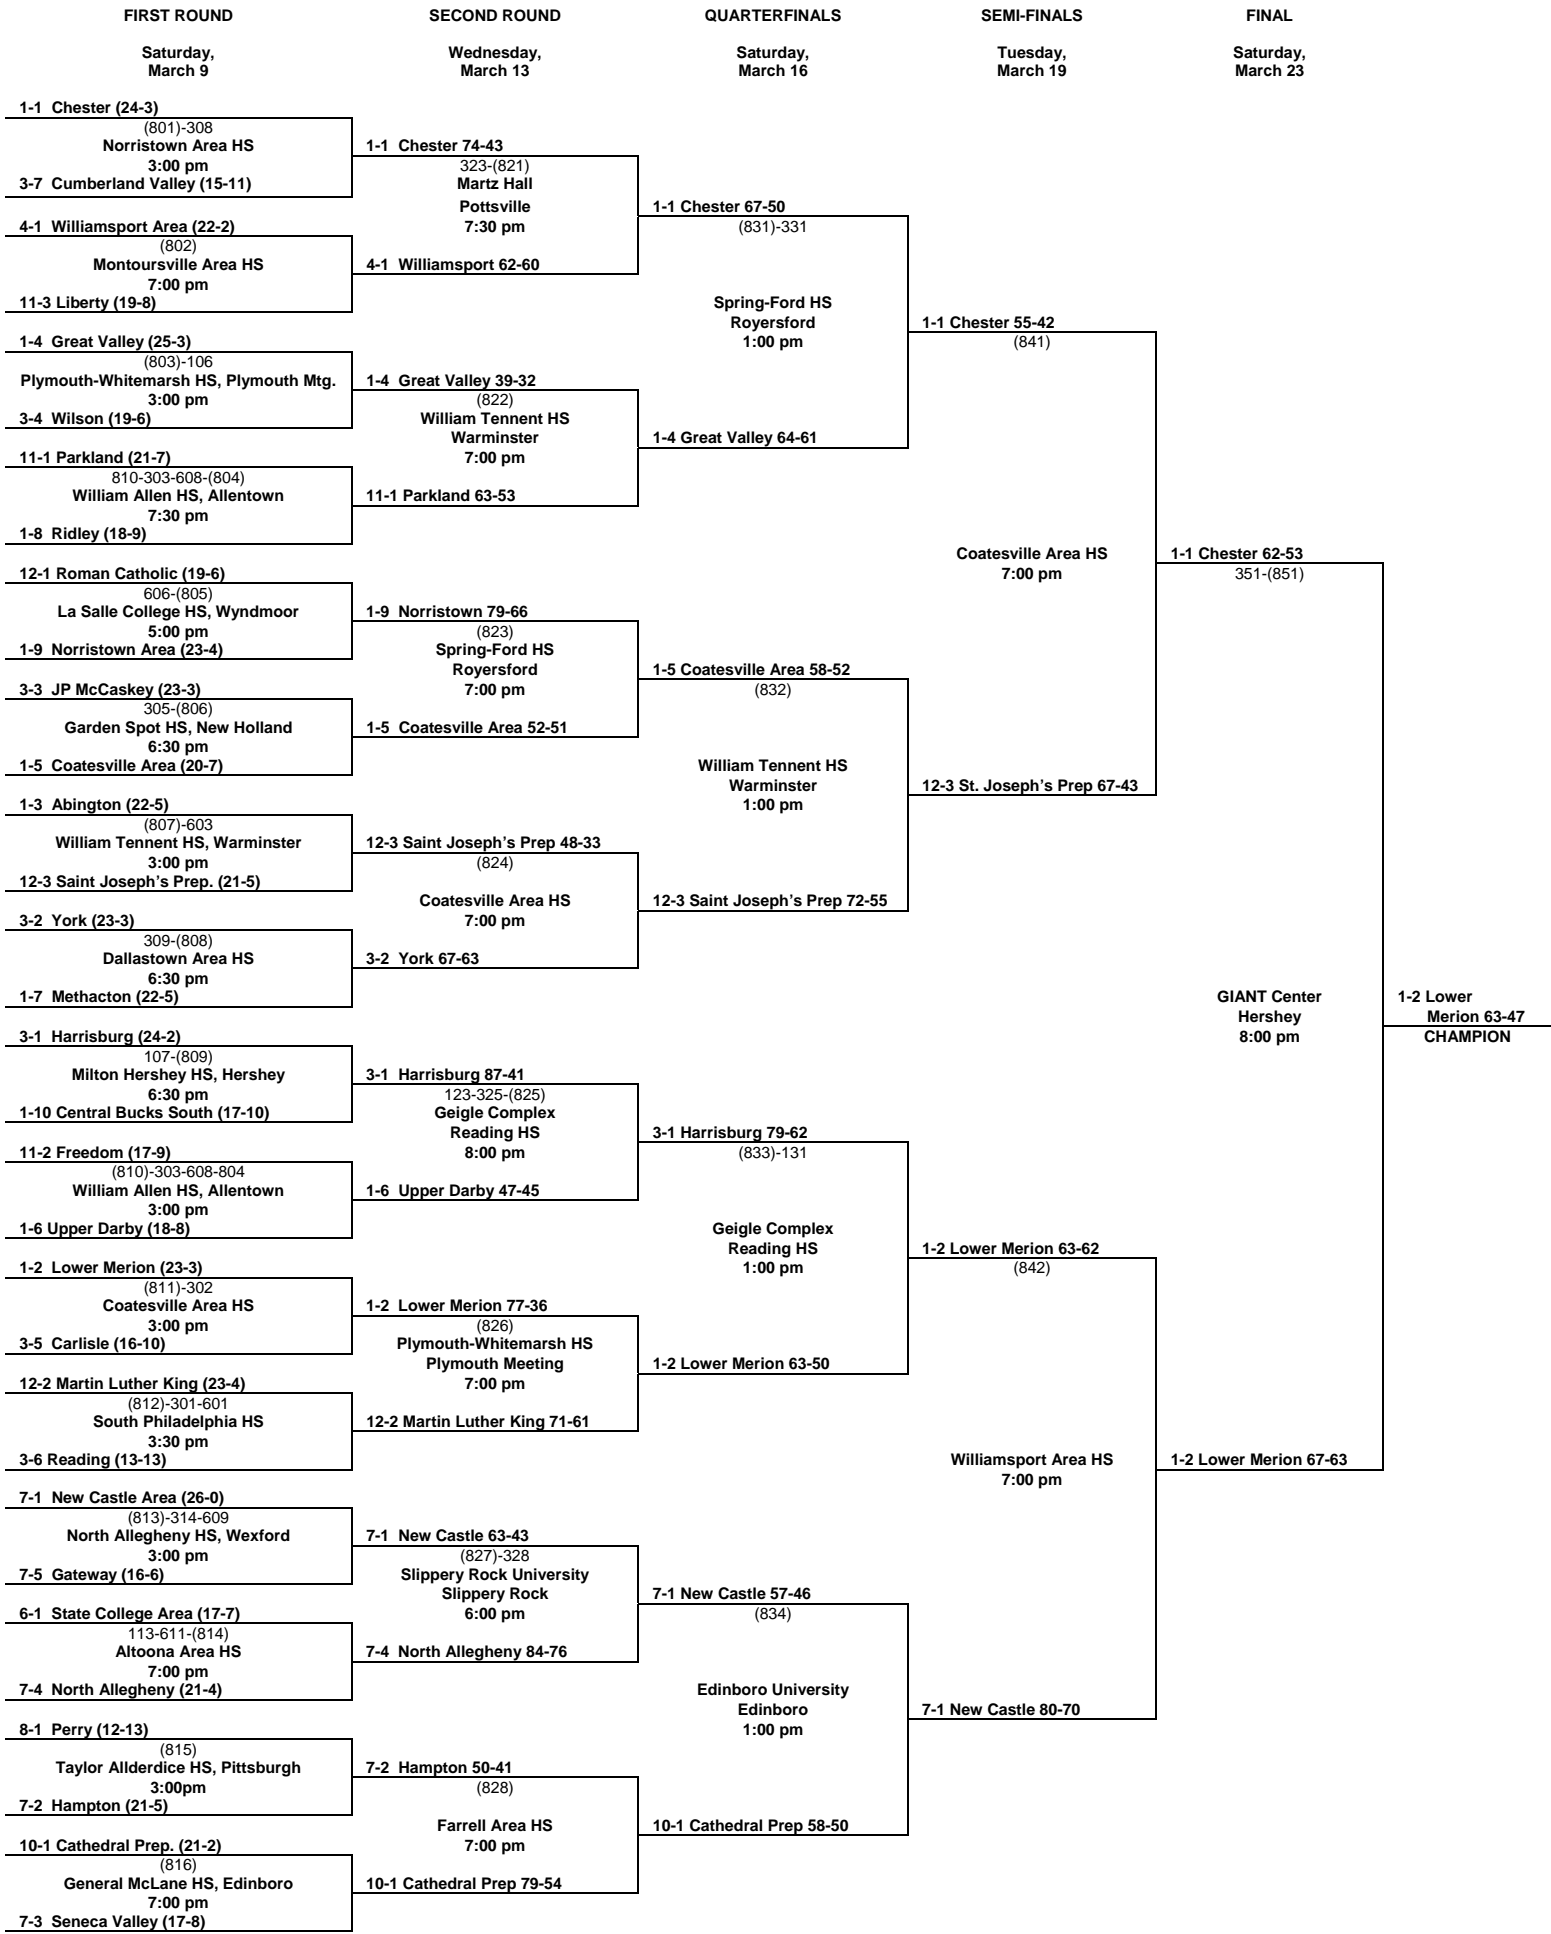 FIRST ROUND
Saturday,
March 9
1-1 Chester (24-3)
(801)-308
Norristown Area HS
3:00 pm
3-7 Cumberland Valley (15-11)
4-1 Williamsport Area (22-2)
(802)
Montoursville Area HS
7:00 pm
11-3 Liberty (19-8)
1-4 Great Valley (25-3)
(803)-106
Plymouth-Whitemarsh HS, Plymouth Mtg.
3:00 pm
3-4 Wilson (19-6)
11-1 Parkland (21-7)
810-303-608-(804)
William Allen HS, Allentown
7:30 pm
1-8 Ridley (18-9)
12-1 Roman Catholic (19-6)
606-(805)
La Salle College HS, Wyndmoor
5:00 pm
1-9 Norristown Area (23-4)
3-3 JP McCaskey (23-3)
305-(806)
Garden Spot HS, New Holland
6:30 pm
1-5 Coatesville Area (20-7)
1-3 Abington (22-5)
(807)-603
William Tennent HS, Warminster
3:00 pm
12-3 Saint Joseph’s Prep. (21-5)
3-2 York (23-3)
309-(808)
Dallastown Area HS
6:30 pm
1-7 Methacton (22-5)
3-1 Harrisburg (24-2)
107-(809)
Milton Hershey HS, Hershey
6:30 pm
1-10 Central Bucks South (17-10)
11-2 Freedom (17-9)
(810)-303-608-804
William Allen HS, Allentown
3:00 pm
1-6 Upper Darby (18-8)
1-2 Lower Merion (23-3)
(811)-302
Coatesville Area HS
3:00 pm
3-5 Carlisle (16-10)
12-2 Martin Luther King (23-4)
(812)-301-601
South Philadelphia HS
3:30 pm
3-6 Reading (13-13)
7-1 New Castle Area (26-0)
(813)-314-609
North Allegheny HS, Wexford
3:00 pm
7-5 Gateway (16-6)
6-1 State College Area (17-7)
113-611-(814)
Altoona Area HS
7:00 pm
7-4 North Allegheny (21-4)
8-1 Perry (12-13)
(815)
Taylor Allderdice HS, Pittsburgh
3:00pm
7-2 Hampton (21-5)
10-1 Cathedral Prep. (21-2)
(816)
General McLane HS, Edinboro
7:00 pm
7-3 Seneca Valley (17-8)
SECOND ROUND
Wednesday,
March 13
1-1 Chester 74-43
323-(821)
Martz Hall
Pottsville
7:30 pm
4-1 Williamsport 62-60
1-4 Great Valley 39-32
(822)
William Tennent HS
Warminster
7:00 pm
11-1 Parkland 63-53
1-9 Norristown 79-66
(823)
Spring-Ford HS
Royersford
7:00 pm
1-5 Coatesville Area 52-51
12-3 Saint Joseph’s Prep 48-33
(824)
Coatesville Area HS
7:00 pm
3-2 York 67-63
3-1 Harrisburg 87-41
123-325-(825)
Geigle Complex
Reading HS
8:00 pm
1-6 Upper Darby 47-45
1-2 Lower Merion 77-36
(826)
Plymouth-Whitemarsh HS
Plymouth Meeting
7:00 pm
12-2 Martin Luther King 71-61
7-1 New Castle 63-43
(827)-328
Slippery Rock University
Slippery Rock
6:00 pm
7-4 North Allegheny 84-76
7-2 Hampton 50-41
(828)
Farrell Area HS
7:00 pm
10-1 Cathedral Prep 79-54
QUARTERFINALS
Saturday,
March 16
1-1 Chester 67-50
(831)-331
Spring-Ford HS
Royersford
1:00 pm
1-4 Great Valley 64-61
1-5 Coatesville Area 58-52
(832)
William Tennent HS
Warminster
1:00 pm
12-3 Saint Joseph’s Prep 72-55
3-1 Harrisburg 79-62
(833)-131
Geigle Complex
Reading HS
1:00 pm
1-2 Lower Merion 63-50
7-1 New Castle 57-46
(834)
Edinboro University
Edinboro
1:00 pm
10-1 Cathedral Prep 58-50
SEMI-FINALS
Tuesday,
March 19
1-1 Chester 55-42
(841)
Coatesville Area HS
7:00 pm
12-3 St. Joseph’s Prep 67-43
1-2 Lower Merion 63-62
(842)
Williamsport Area HS
7:00 pm
7-1 New Castle 80-70
FINAL
Saturday,
March 23
1-1 Chester 62-53
351-(851)
GIANT Center
Hershey
8:00 pm
1-2 Lower Merion 67-63
1-2 Lower
Merion 63-47
CHAMPION